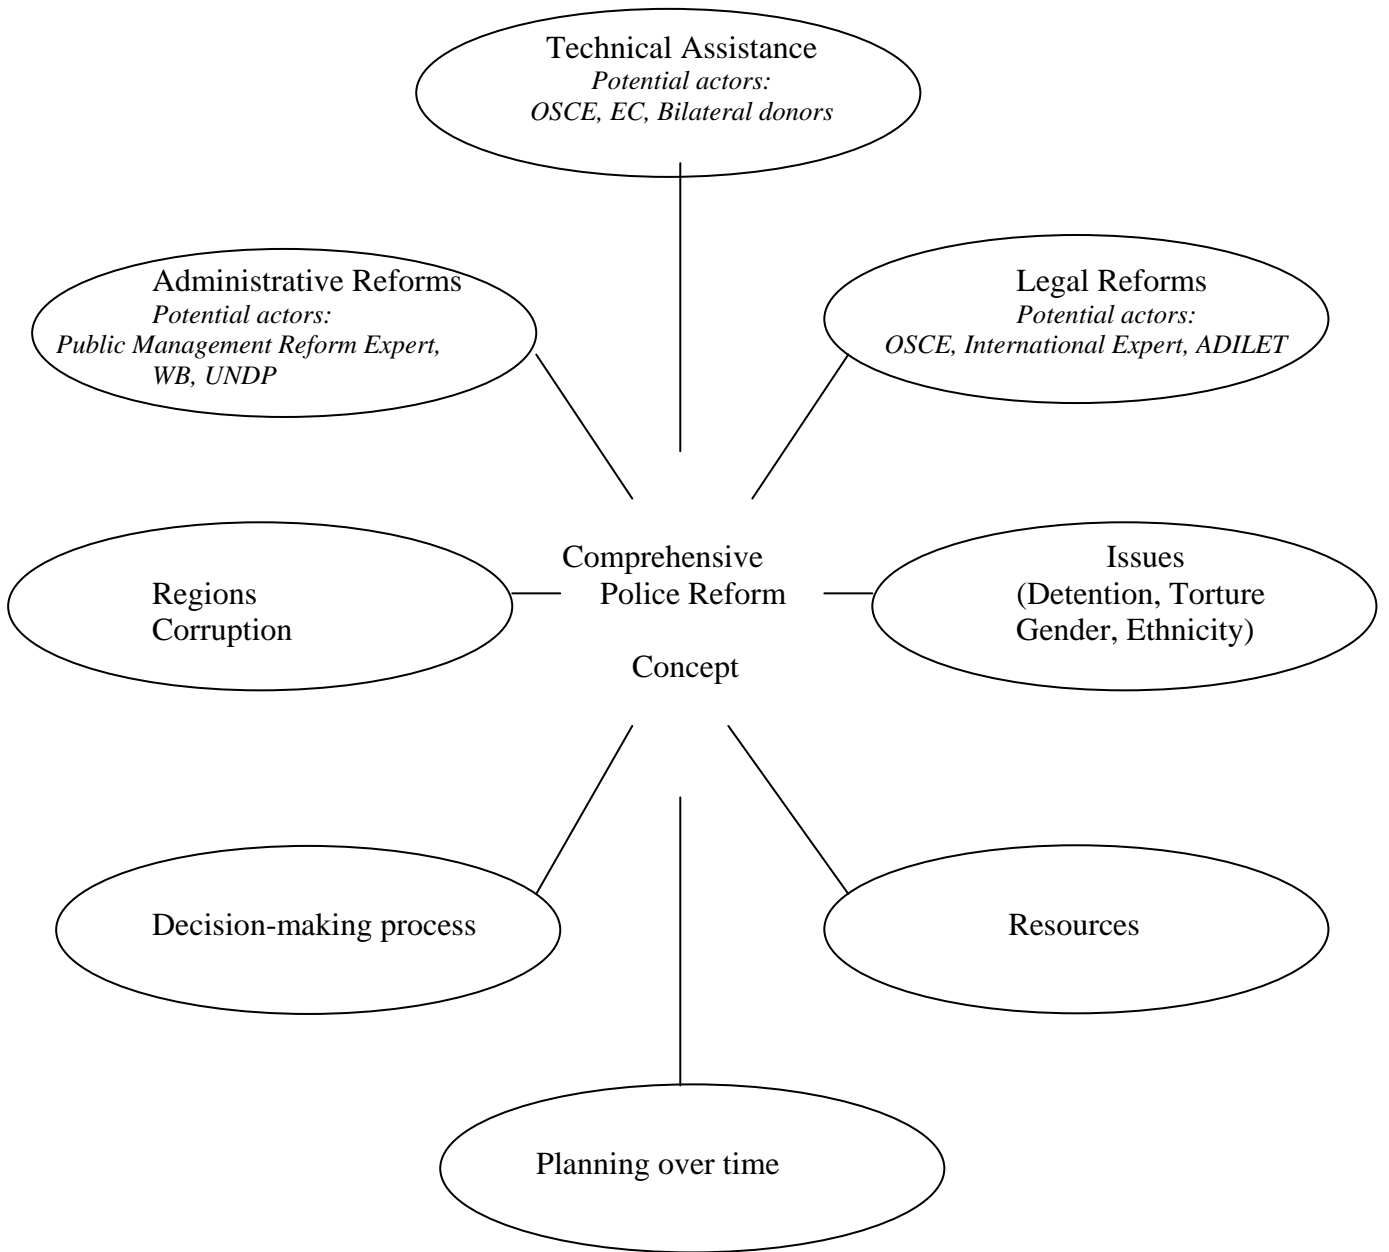 Technical Assistance
Potential actors:
OSCE, EC, Bilateral donors
Administrative Reforms
Potential actors:
Public Management Reform Expert,
WB, UNDP
Legal Reforms
Potential actors:
OSCE, International Expert, ADILET
Comprehensive
Police Reform
Concept
Regions
Corruption
Issues
(Detention, Torture
Gender, Ethnicity)
Decision-making process
Resources
Planning over time